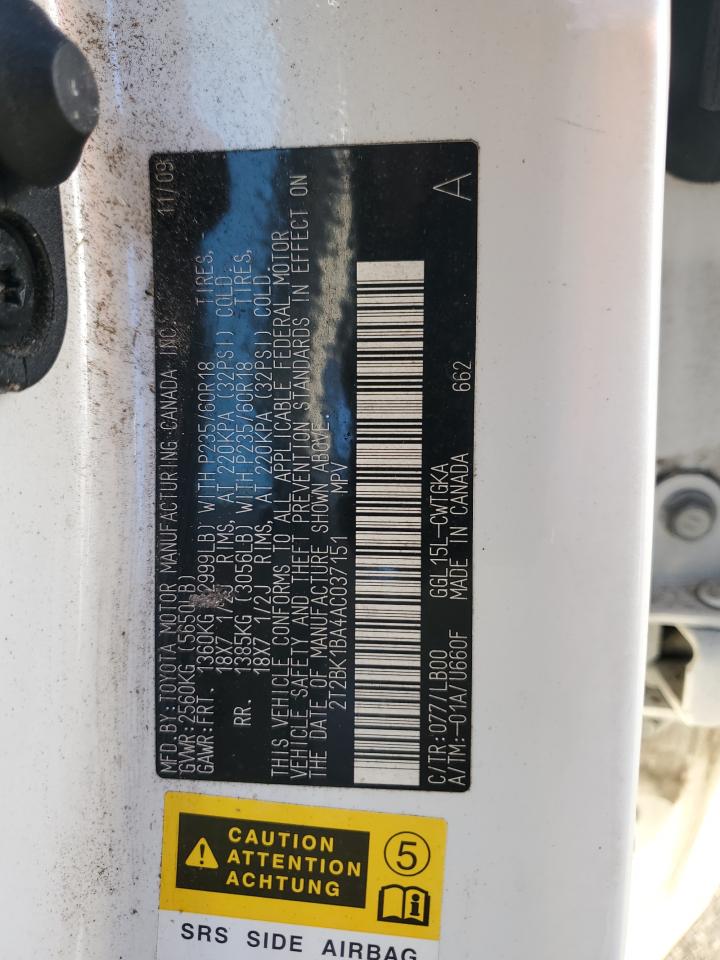 MFD.BY:TOYOTA MOTOR MANUFACTURING CANADA INC. 11/09
GVWR:2560KG (5650LB)
GAWR:FRT. 1360KG (2999LB) WITH P235/60R18 TIRES,
18X7 1/2J RIMS, AT 220KPA (32PSI) COLD.
RR. 1385KG (3056LB) WITH P235/60R18 TIRES,
18X7 1/2J RIMS, AT 220KPA (32PSI) COLD.
THIS VEHICLE CONFORMS TO ALL APPLICABLE FEDERAL MOTOR
VEHICLE SAFETY AND THEFT PREVENTION STANDARDS IN EFFECT ON
THE DATE OF MANUFACTURE SHOWN ABOVE.
2T2BK1BA4AC037151 MPV
A
C/TR:077/LB00 GGL15L-CWTGKA 662
A/TM:-01A/U660F MADE IN CANADA
CAUTION
ATTENTION
ACHTUNG
5
i
SRS SIDE AIRBAG